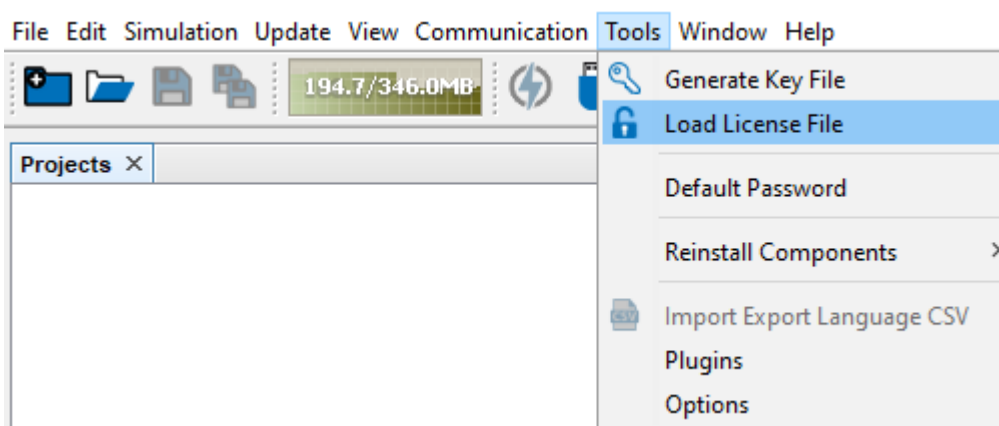 File Edit Simulation Update View Communication Tools Window Help
194.7/346.0MB
Projects
Generate Key File
Load License File
Default Password
Reinstall Components
CSV Import Export Language CSV
Plugins
Options